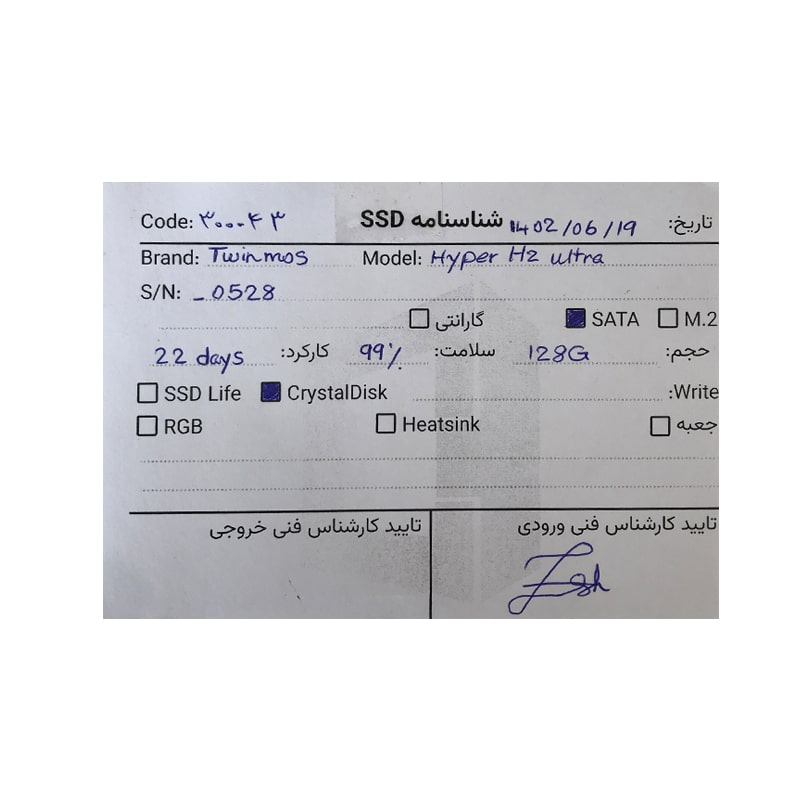 Code: ۳۰۰۰۴۳ شناسنامه SSD تاریخ: 1402/06/19
Brand: Twinmos Model: Hyper H2 ultra
S/N: _0528
M.2 SATA گارانتی
حجم: 128G سلامت: 99% کارکرد: 22 days
SSD Life CrystalDisk Write:
RGB Heatsink جعبه
تایید کارشناس فنی ورودی تایید کارشناس فنی خروجی